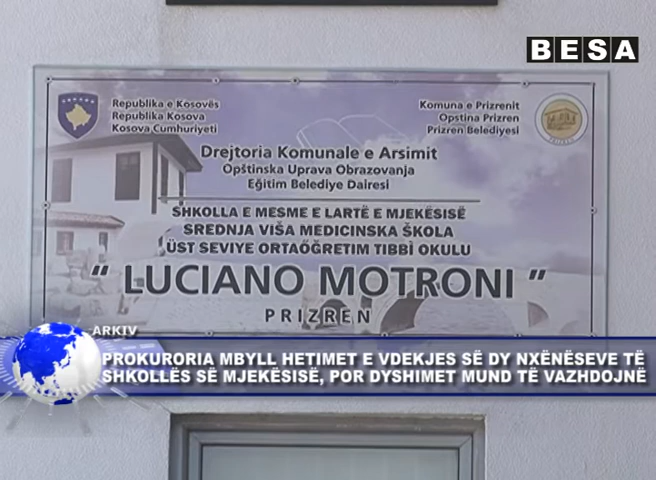 BESA
Republika e Kosovës
Republika Kosova
Kosova Cumhuriyeti
Komuna e Prizrenit
Opstina Prizren
Prizren Belediyesi
Drejtoria Komunale e Arsimit
Opštinska Uprava Obrazovanja
Eğitim Belediye Dairesi
SHKOLLA E MESME E LARTË E MJEKËSISË
SREDNJA VIŠA MEDICINSKA ŠKOLA
ÜST SEVIYE ORTAÖĞRETIM TIBBİ OKULU
" LUCIANO MOTRONI "
PRIZREN
ARKIV
PROKURORIA MBYLL HETIMET E VDEKJES SË DY NXËNËSEVE TË
SHKOLLËS SË MJEKËSISË, POR DYSHIMET MUND TË VAZHDOJNË